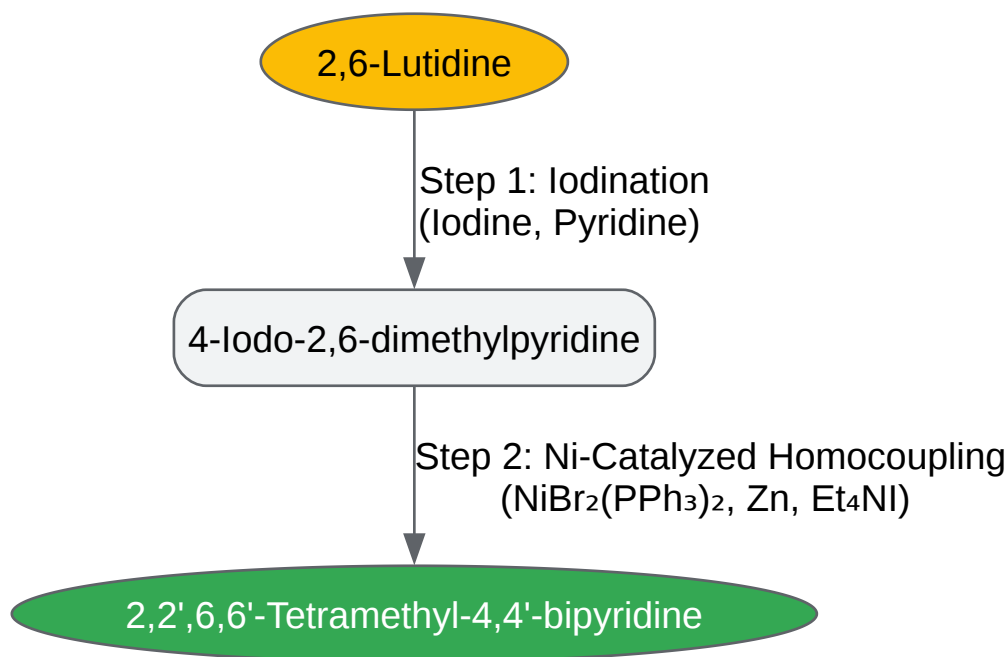 2,6-Lutidine
Step 1: Iodination
(Iodine, Pyridine)
4-Iodo-2,6-dimethylpyridine
Step 2: Ni-Catalyzed Homocoupling
(NiBr₂(PPh₃)₂, Zn, Et₄NI)
2,2',6,6'-Tetramethyl-4,4'-bipyridine